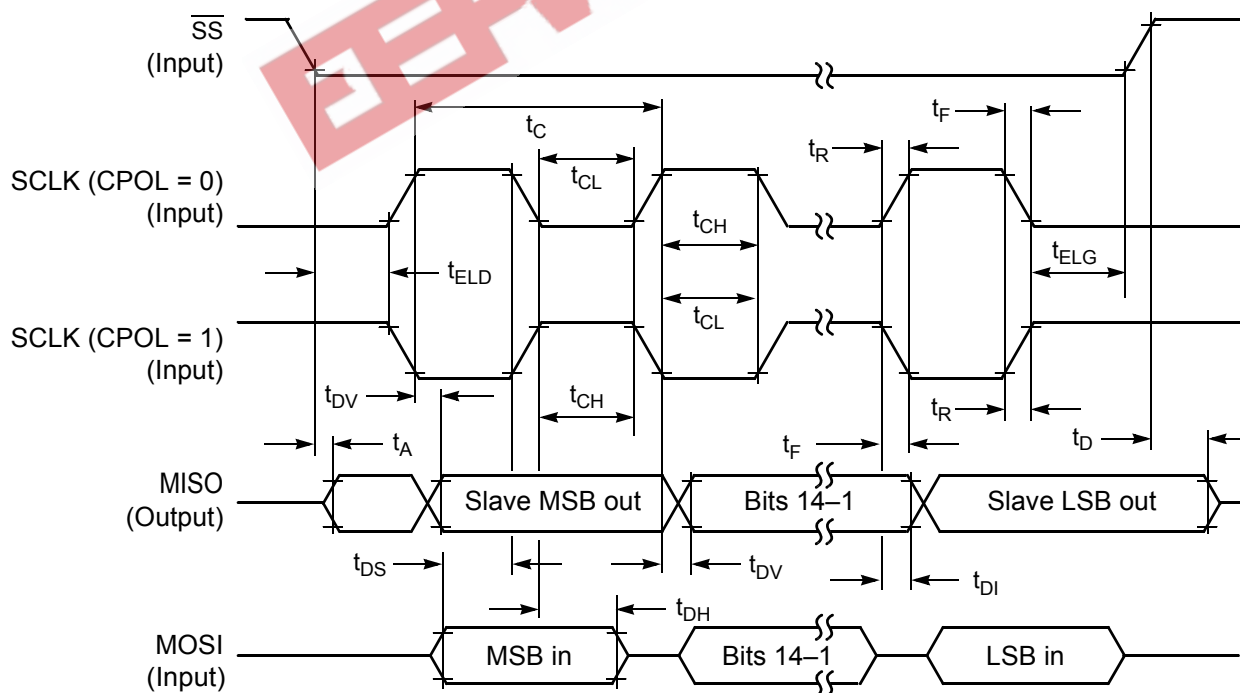 SS
(Input)
tC
tF
tR
SCLK (CPOL = 0)
(Input)
tCL
tCH
tELG
tELD
SCLK (CPOL = 1)
(Input)
tCL
tDV
tCH
tR
tA
tF
tD
MISO
(Output)
Slave MSB out
Bits 14–1
Slave LSB out
tDS
tDV
tDI
tDH
MOSI
(Input)
MSB in
Bits 14–1
LSB in